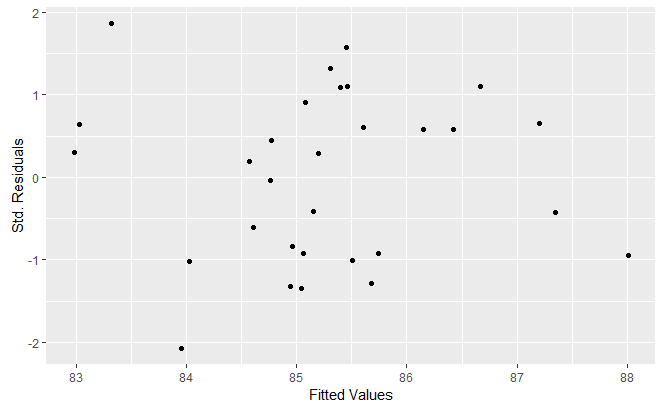 2
1
0
-1
-2
Std. Residuals
83 84 85 86 87 88
Fitted Values